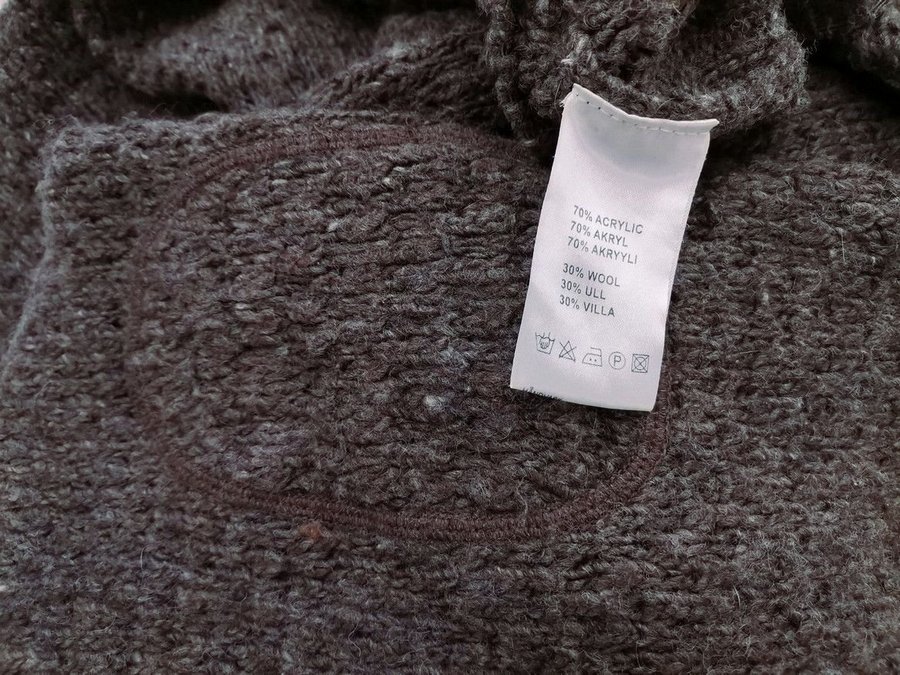 70% ACRYLIC
70% AKRYL
70% AKRYYLI
30% WOOL
30% ULL
30% VILLA
P